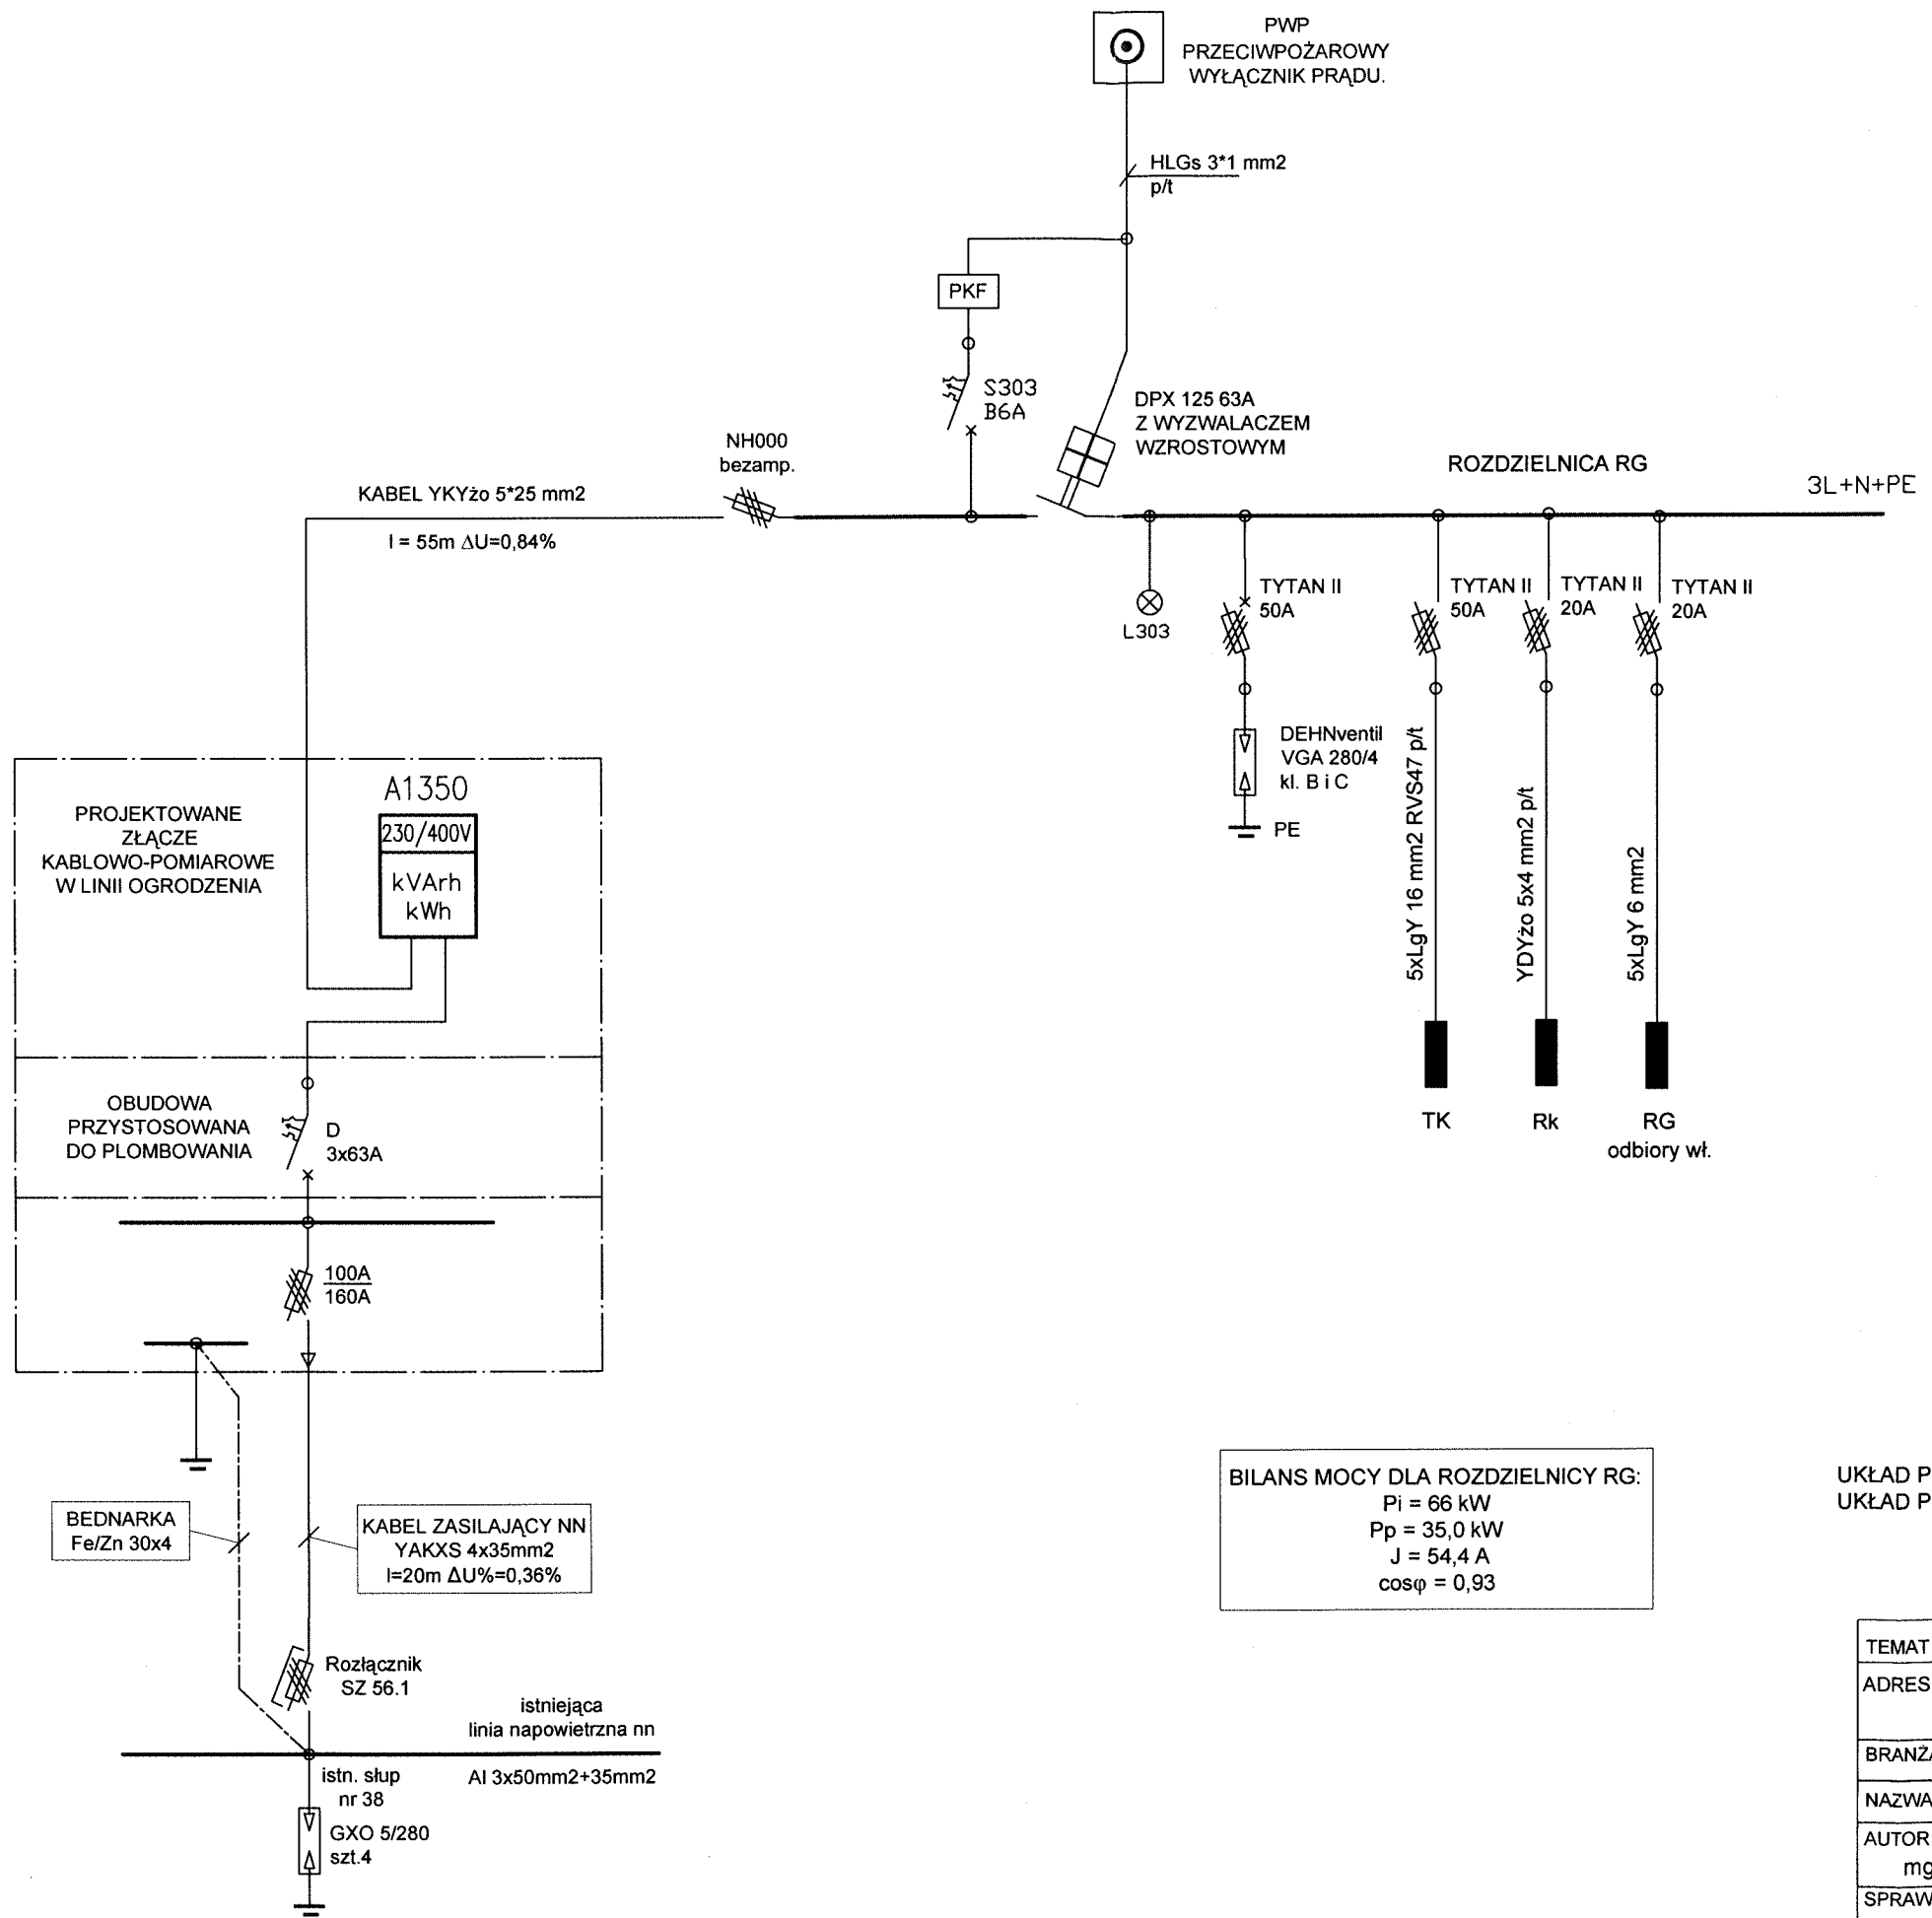 PWP
PRZECIWPOŻAROWY
WYŁĄCZNIK PRĄDU.
HLGs 3*1 mm2
p/t
PKF
S303
B6A
DPX 125 63A
Z WYZWALACZEM
WZROSTOWYM
NH000
bezamp.
ROZDZIELNICA RG
3L+N+PE
KABEL YKYżo 5*25 mm2
l = 55m ΔU=0,84%
L303
TYTAN II
50A
TYTAN II
50A
TYTAN II
20A
TYTAN II
20A
DEHNventil
VGA 280/4
kl. B i C
PE
5xLgY 16 mm2 RVS47 p/t
YDYżo 5x4 mm2 p/t
5xLgY 6 mm2
TK
Rk
RG
odbiory wł.
PROJEKTOWANE
ZŁĄCZE
KABLOWO-POMIAROWE
W LINII OGRODZENIA
A1350
230/400V
kVArh
kWh
OBUDOWA
PRZYSTOSOWANA
DO PLOMBOWANIA
D
3x63A
100A
160A
BEDNARKA
Fe/Zn 30x4
KABEL ZASILAJĄCY NN
YAKXS 4x35mm2
l=20m ΔU%=0,36%
Rozłącznik
SZ 56.1
istniejąca
linia napowietrzna nn
Al 3x50mm2+35mm2
istn. słup
nr 38
GXO 5/280
szt.4
BILANS MOCY DLA ROZDZIELNICY RG:
Pi = 66 kW
Pp = 35,0 kW
J = 54,4 A
cosφ = 0,93
UKŁAD P
UKŁAD P
TEMAT
ADRES
BRANŻA
NAZWA
AUTOR
mg
SPRAW